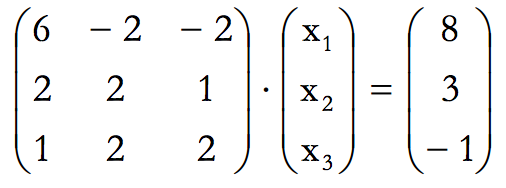 6 − 2 − 2 x₁ 8
2 2 1 · x₂ = 3
1 2 2 x₃ − 1